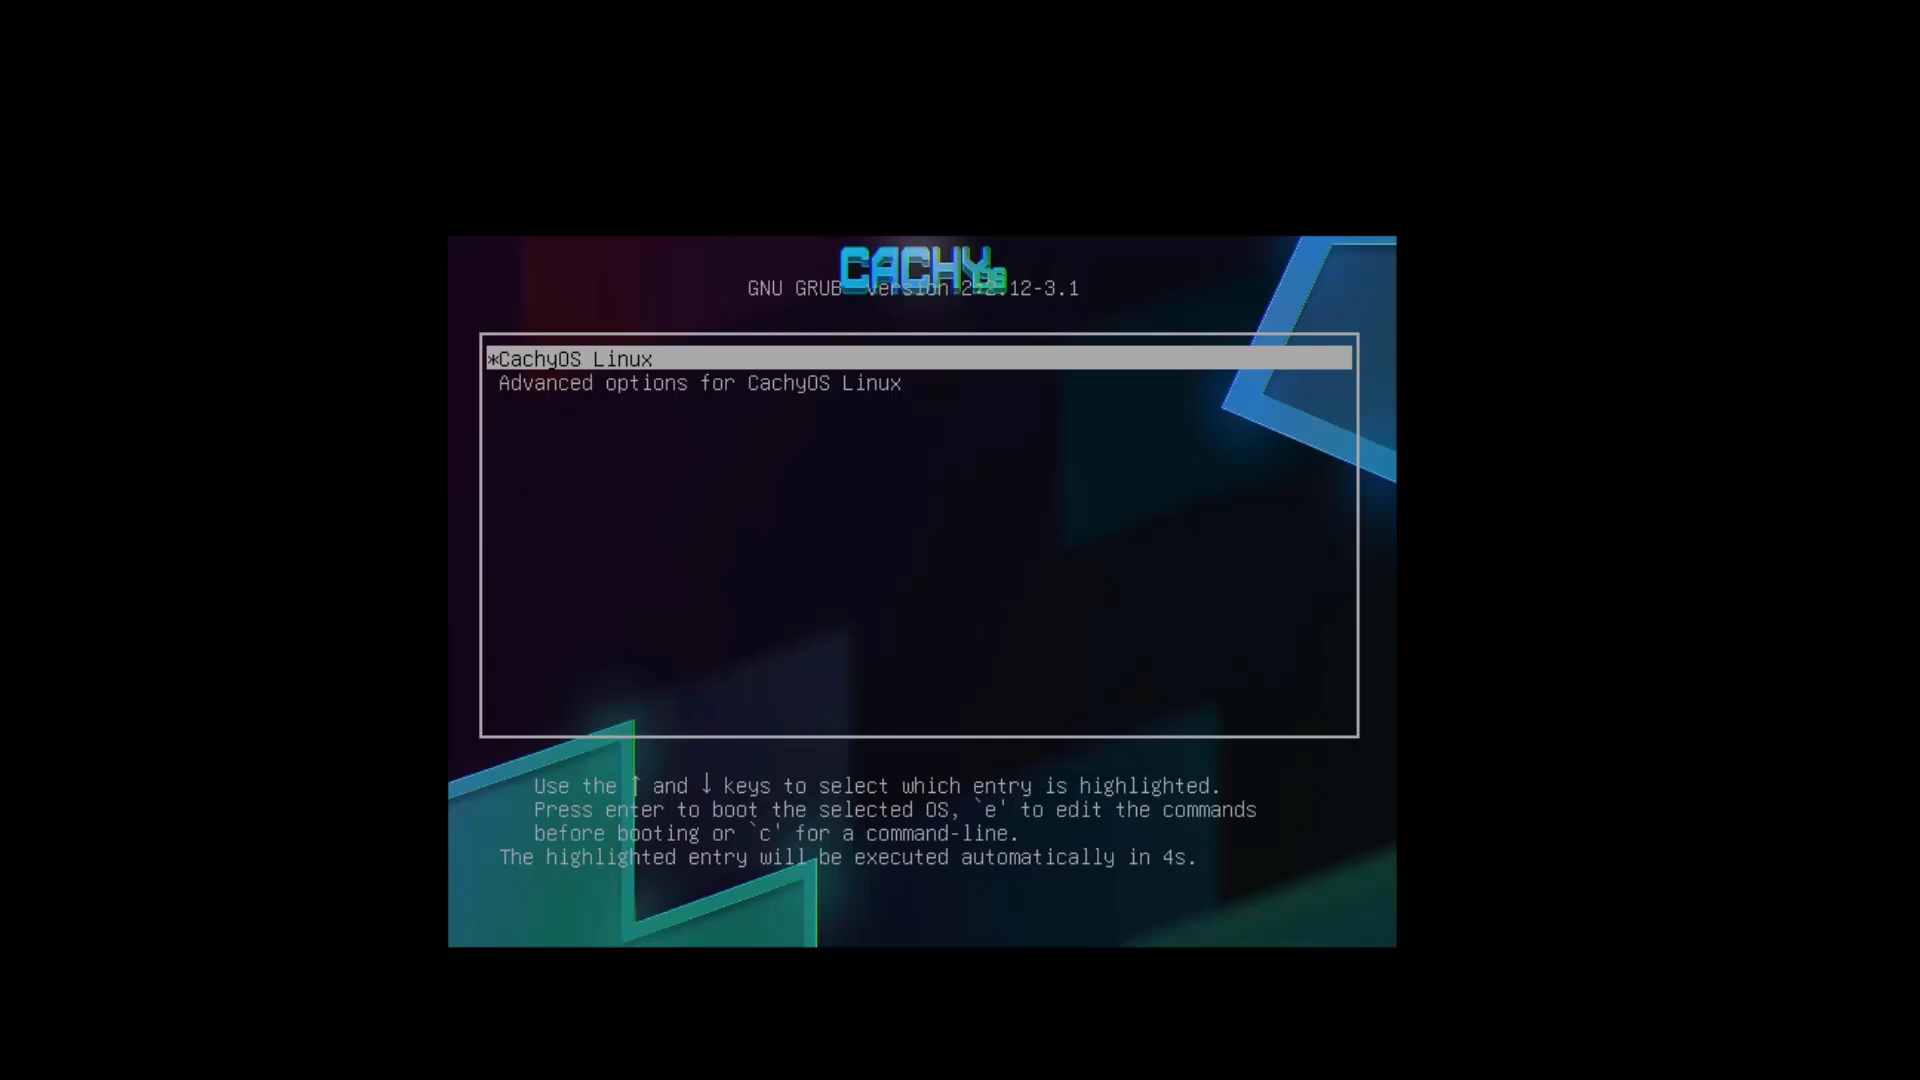 CACHYOS
GNU GRUB  version 2:2.12-3.1
*CachyOS Linux
Advanced options for CachyOS Linux
Use the ↑ and ↓ keys to select which entry is highlighted.
Press enter to boot the selected OS, `e' to edit the commands
before booting or `c' for a command-line.
The highlighted entry will be executed automatically in 4s.